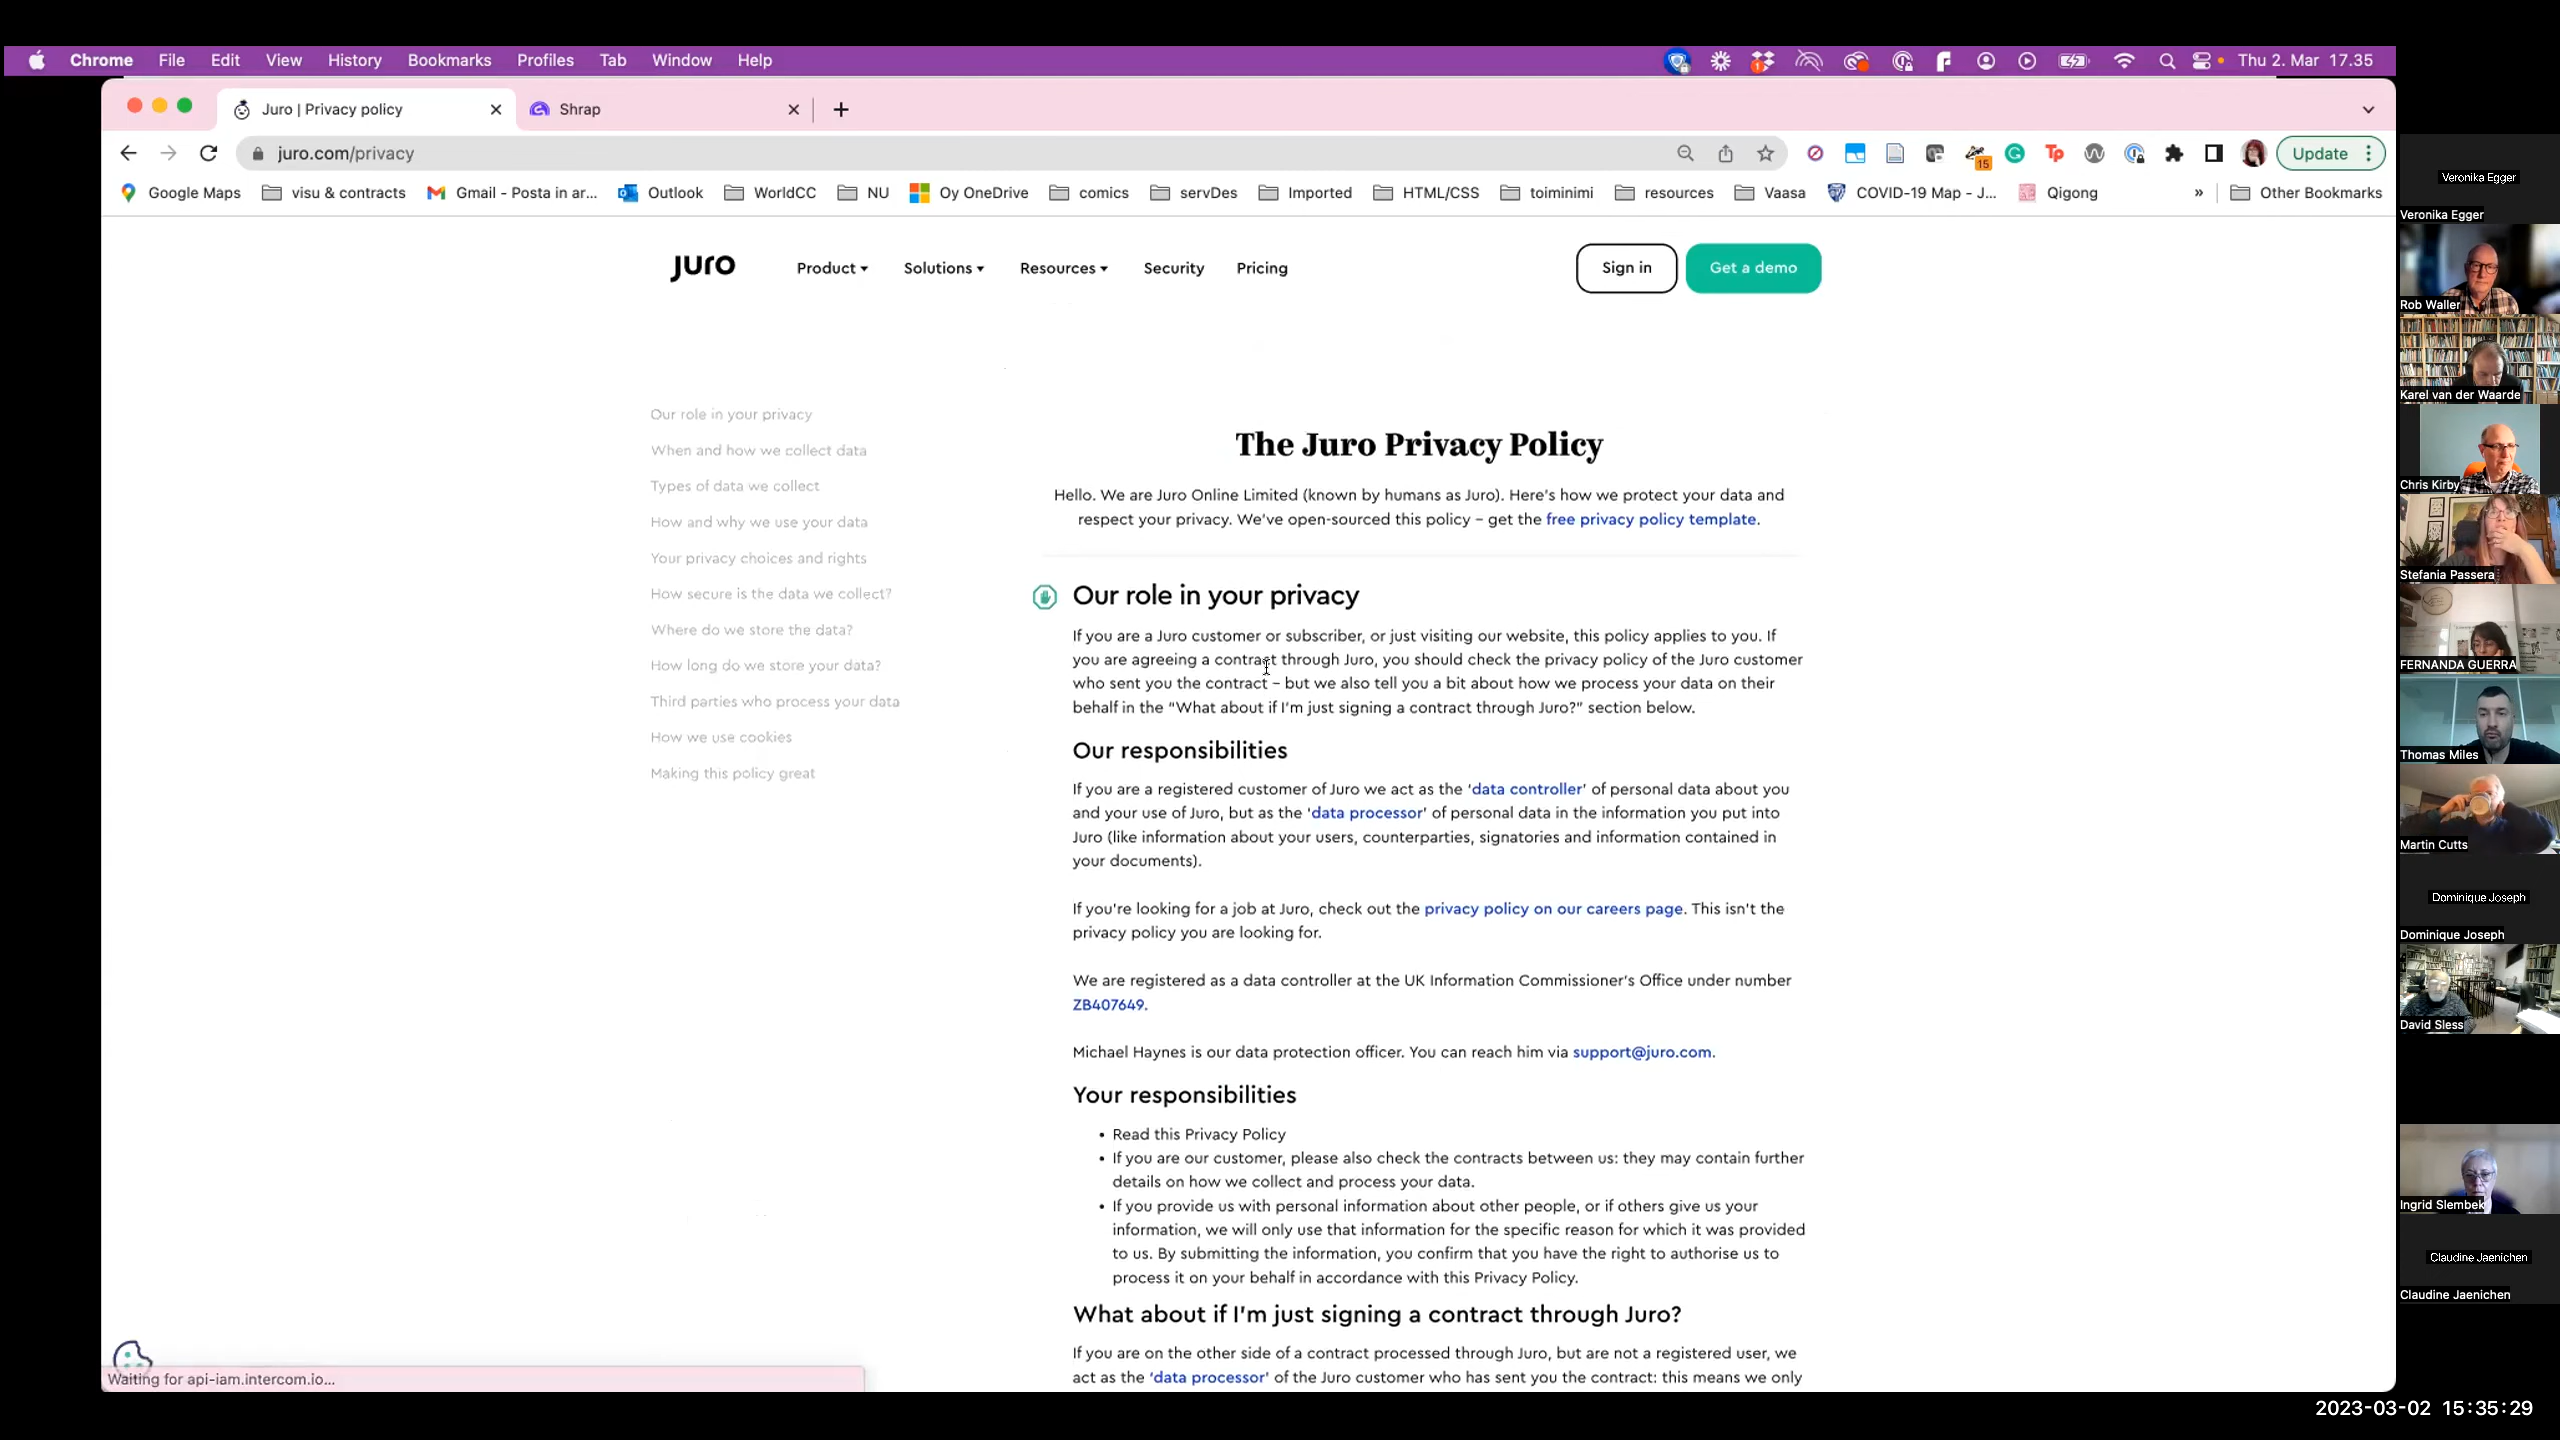 Chrome File Edit View History Bookmarks Profiles Tab Window Help
1
Thu 2. Mar 17.35
Juro | Privacy policy
Shrap
juro.com/privacy
15
Tp
Update
Google Maps visu & contracts Gmail - Posta in ar... Outlook WorldCC NU Oy OneDrive comics servDes Imported HTML/CSS toiminimi resources Vaasa COVID-19 Map - J... Qigong » Other Bookmarks
juro
Product Solutions Resources Security Pricing
Sign in
Get a demo
Our role in your privacy
When and how we collect data
Types of data we collect
How and why we use your data
Your privacy choices and rights
How secure is the data we collect?
Where do we store the data?
How long do we store your data?
Third parties who process your data
How we use cookies
Making this policy great
The Juro Privacy Policy
Hello. We are Juro Online Limited (known by humans as Juro). Here's how we protect your data and
respect your privacy. We've open-sourced this policy – get the free privacy policy template.
Our role in your privacy
If you are a Juro customer or subscriber, or just visiting our website, this policy applies to you. If
you are agreeing a contract through Juro, you should check the privacy policy of the Juro customer
who sent you the contract – but we also tell you a bit about how we process your data on their
behalf in the "What about if I'm just signing a contract through Juro?" section below.
Our responsibilities
If you are a registered customer of Juro we act as the 'data controller' of personal data about you
and your use of Juro, but as the 'data processor' of personal data in the information you put into
Juro (like information about your users, counterparties, signatories and information contained in
your documents).
If you're looking for a job at Juro, check out the privacy policy on our careers page. This isn't the
privacy policy you are looking for.
We are registered as a data controller at the UK Information Commissioner's Office under number
ZB407649.
Michael Haynes is our data protection officer. You can reach him via support@juro.com.
Your responsibilities
• Read this Privacy Policy
• If you are our customer, please also check the contracts between us: they may contain further
details on how we collect and process your data.
• If you provide us with personal information about other people, or if others give us your
information, we will only use that information for the specific reason for which it was provided
to us. By submitting the information, you confirm that you have the right to authorise us to
process it on your behalf in accordance with this Privacy Policy.
What about if I'm just signing a contract through Juro?
If you are on the other side of a contract processed through Juro, but are not a registered user, we
act as the 'data processor' of the Juro customer who has sent you the contract: this means we only
Waiting for api-iam.intercom.io...
Veronika Egger
Veronika Egger
Rob Waller
Karel van der Waarde
Chris Kirby
Stefania Passera
FERNANDA GUERRA
Thomas Miles
Martin Cutts
Dominique Joseph
Dominique Joseph
David Sless
Ingrid Slembek
Claudine Jaenichen
Claudine Jaenichen
2023-03-02 15:35:29